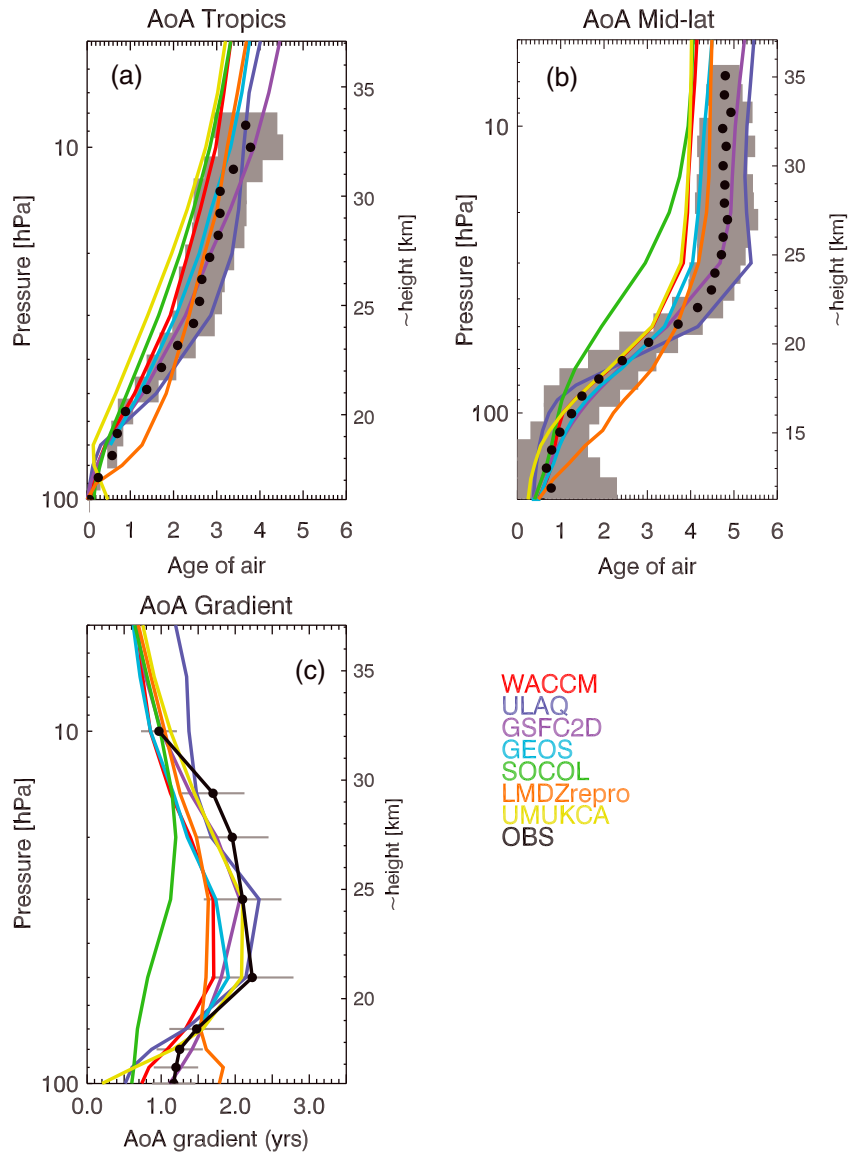 AoA Tropics
(a)
Pressure [hPa]
10
100
0 1 2 3 4 5 6
Age of air
35
30
25
20
~height [km]
AoA Mid-lat
(b)
Pressure [hPa]
10
100
0 1 2 3 4 5 6
Age of air
35
30
25
20
15
~height [km]
AoA Gradient
(c)
Pressure [hPa]
10
100
0.0 1.0 2.0 3.0
AoA gradient (yrs)
35
30
25
20
~height [km]
WACCM
ULAQ
GSFC2D
GEOS
SOCOL
LMDZrepro
UMUKCA
OBS